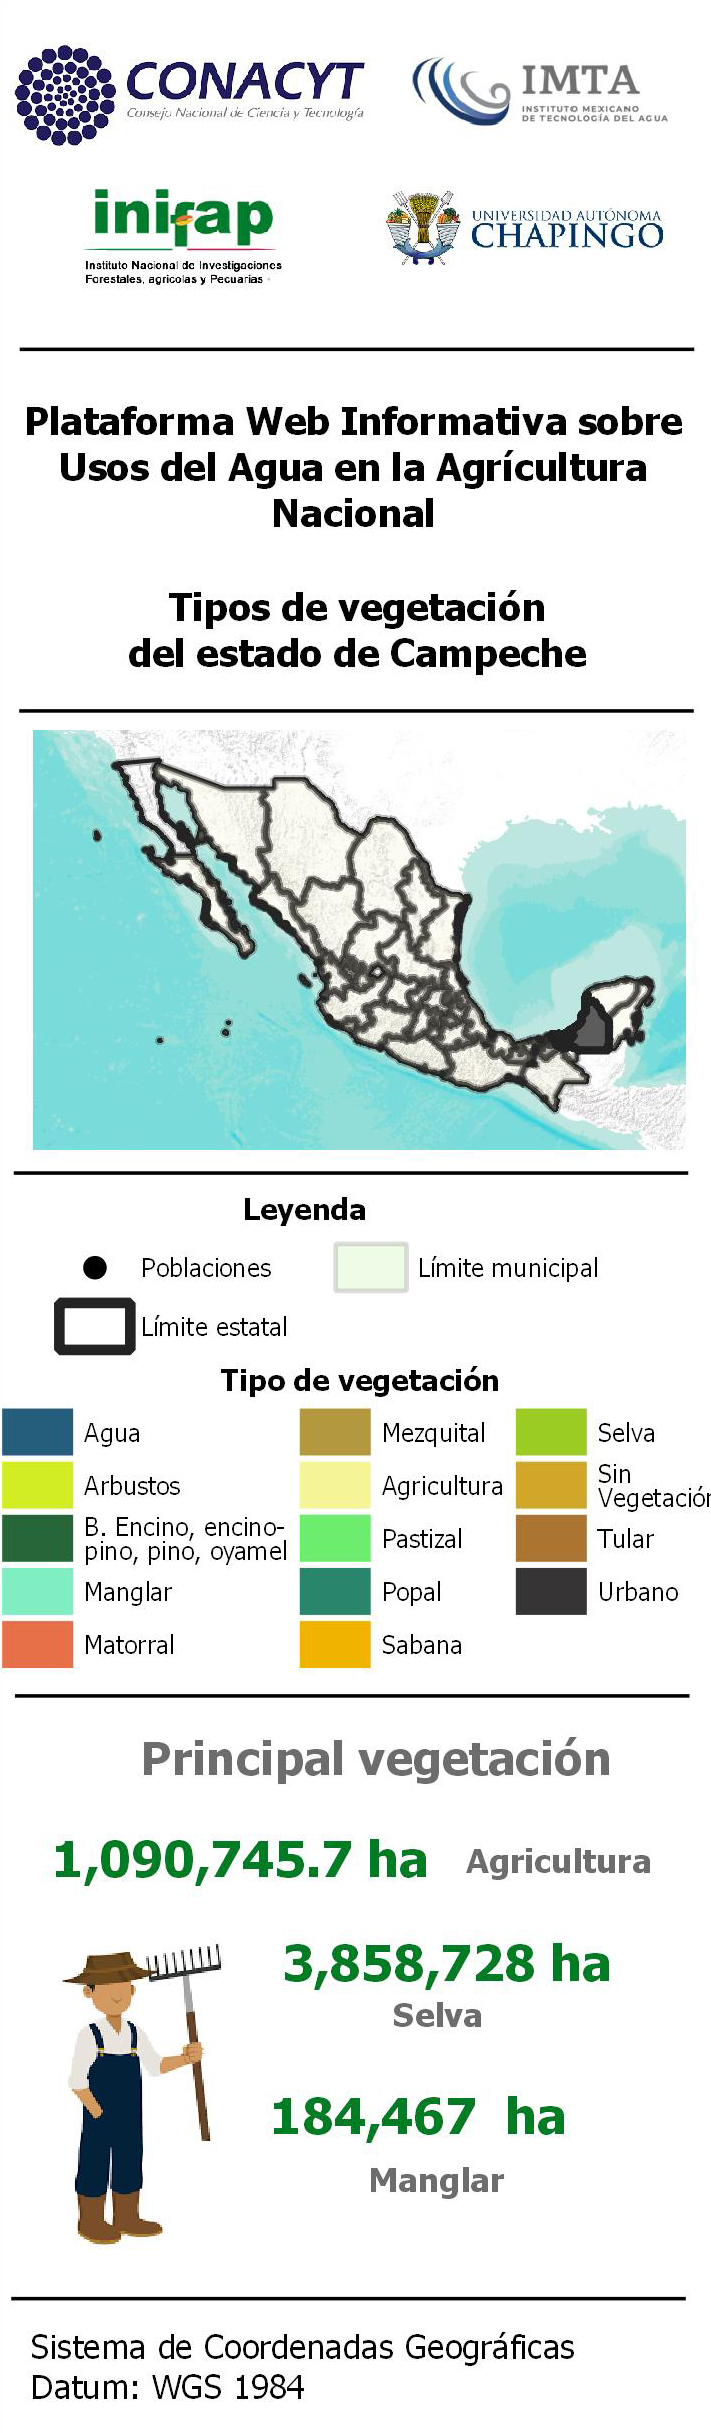 CONACYT
Consejo Nacional de Ciencia y Tecnología
IMTA
INSTITUTO MEXICANO
DE TECNOLOGÍA DEL AGUA
inifap
Instituto Nacional de Investigaciones
Forestales, agricolas y Pecuarias
UNIVERSIDAD AUTÓNOMA
CHAPINGO
Plataforma Web Informativa sobre
Usos del Agua en la Agrícultura
Nacional
Tipos de vegetación
del estado de Campeche
Leyenda
Poblaciones
Límite municipal
Límite estatal
Tipo de vegetación
Agua
Mezquital
Selva
Arbustos
Agricultura
Sin
Vegetación
B. Encino, encino-
pino, pino, oyamel
Pastizal
Tular
Manglar
Popal
Urbano
Matorral
Sabana
Principal vegetación
1,090,745.7 ha Agricultura
3,858,728 ha
Selva
184,467 ha
Manglar
Sistema de Coordenadas Geográficas
Datum: WGS 1984